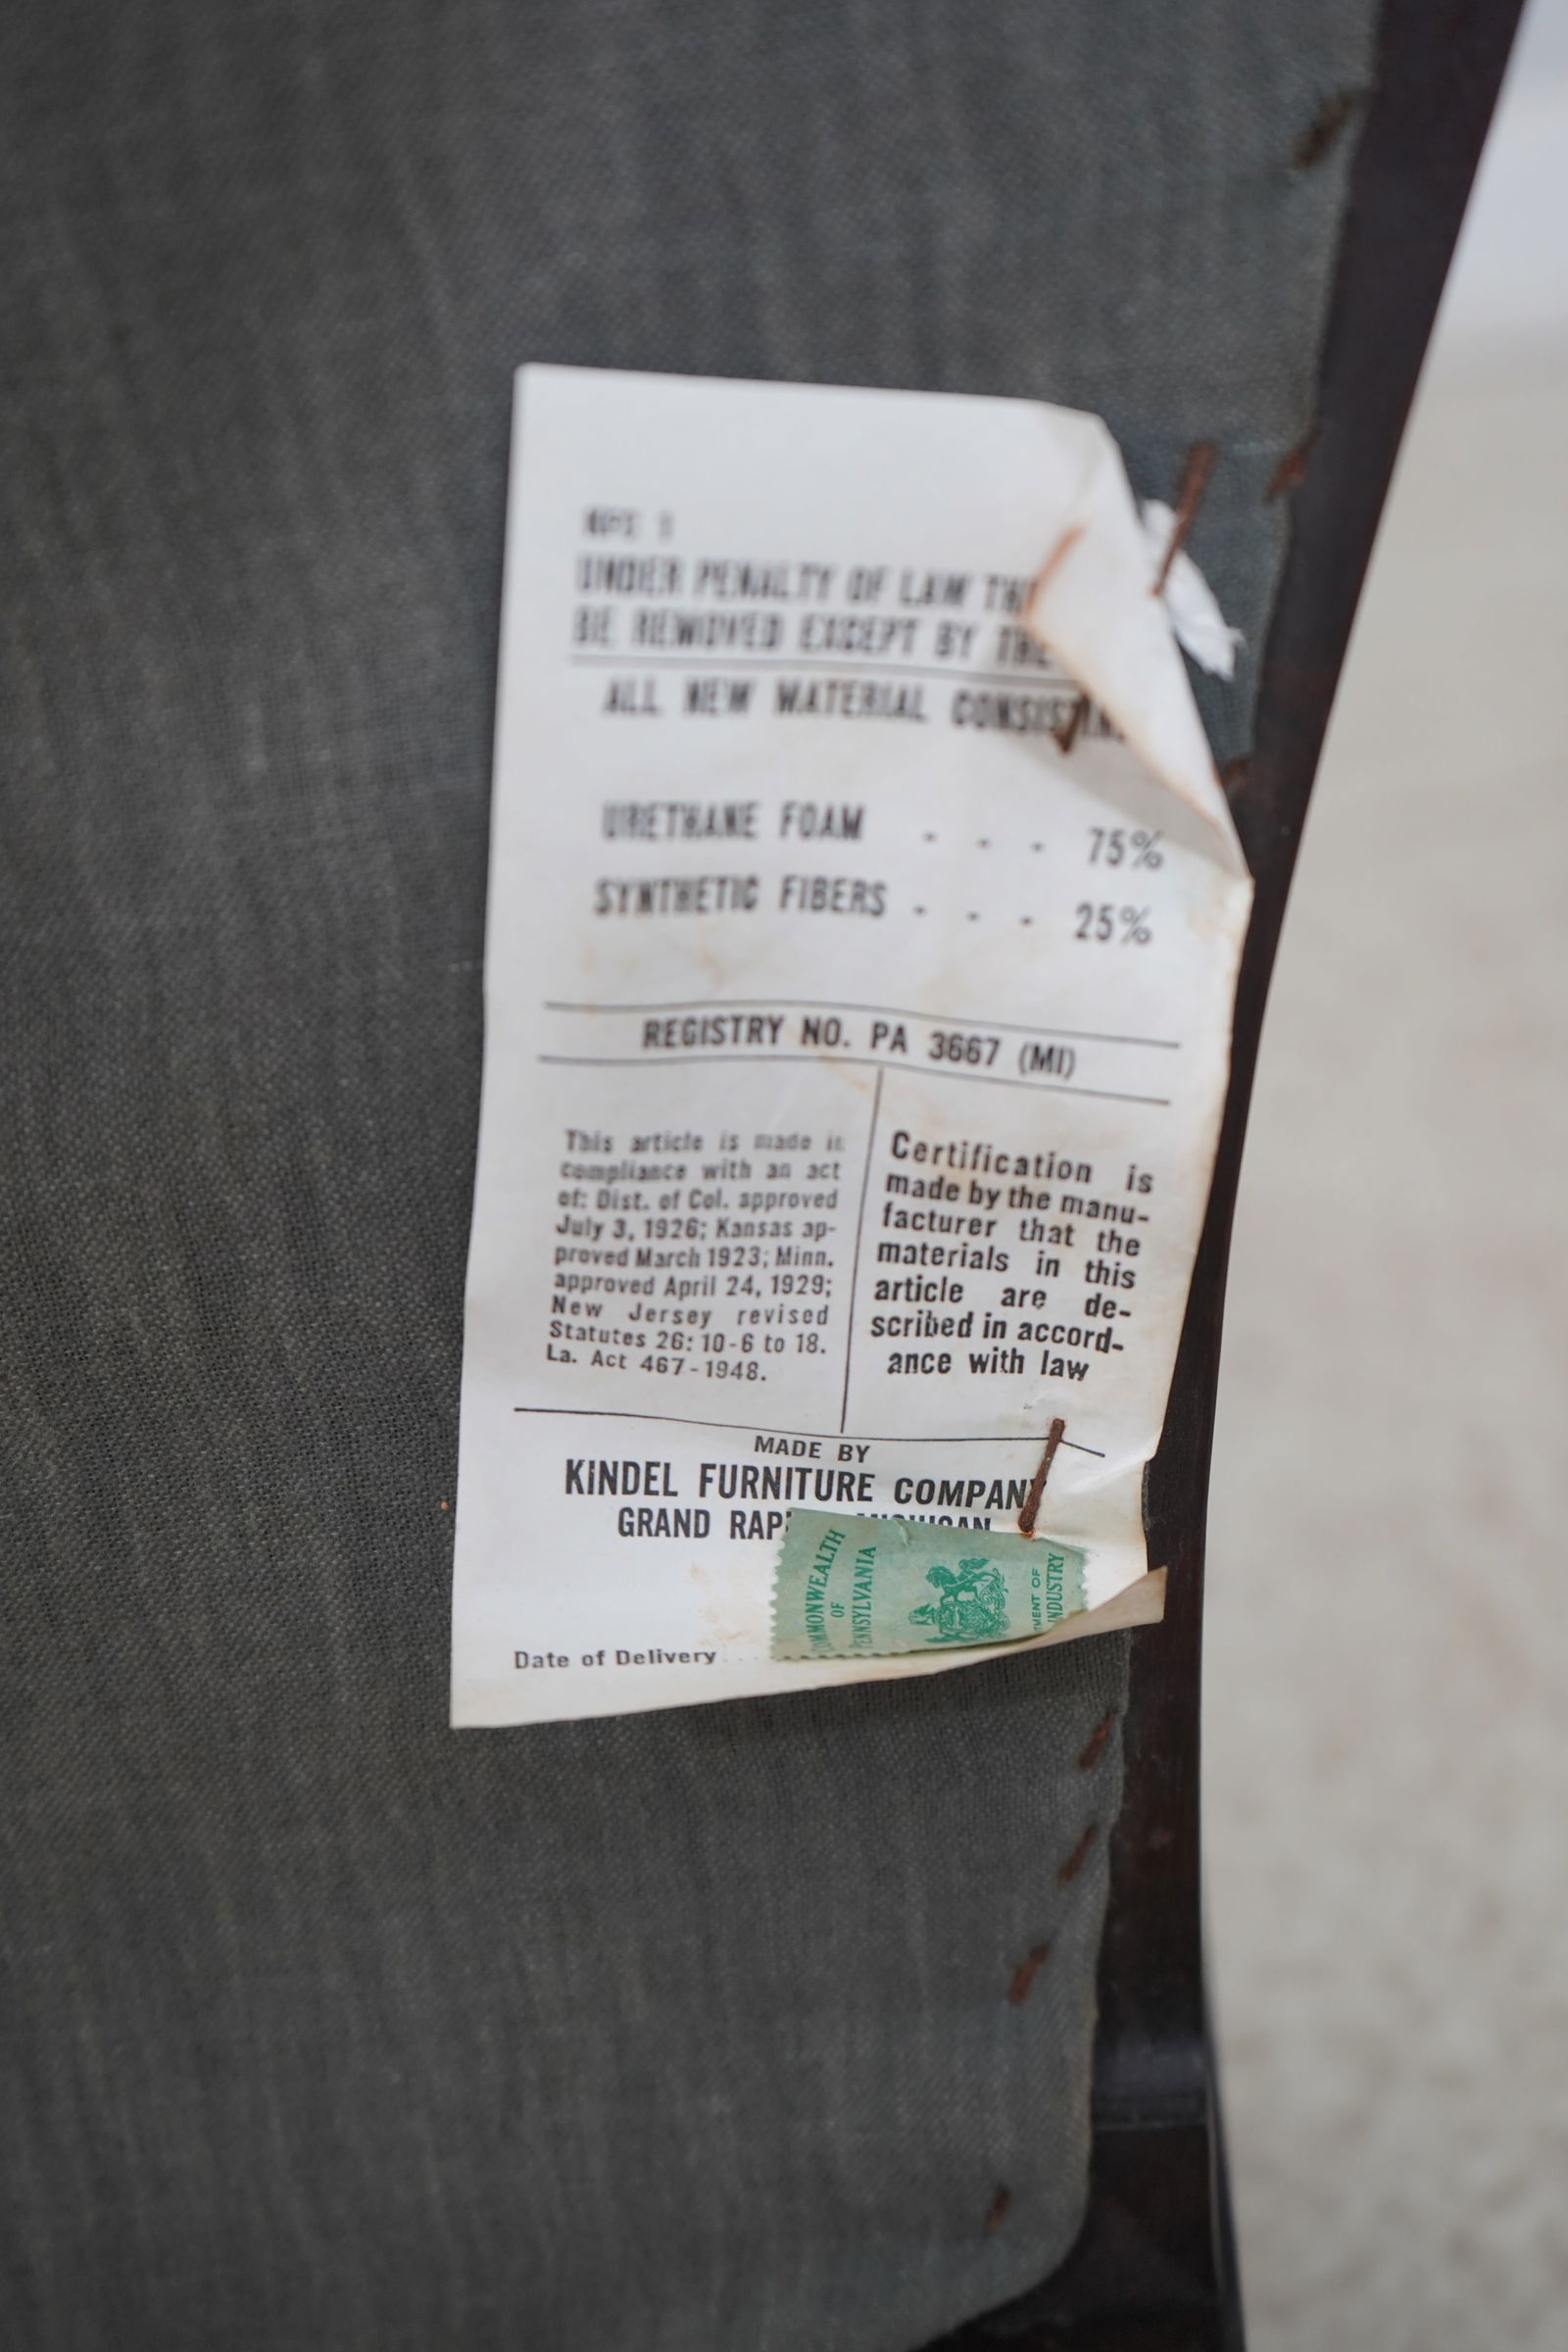 UNDER PENALTY OF LAW
BE REMOVED EXCEPT BY
ALL NEW MATERIAL
URETHANE FOAM - - - 75%
SYNTHETIC FIBERS - - - 25%
REGISTRY NO. PA 3667 (MI)
This article is made in
compliance with an act
of: Dist. of Col. approved
July 3, 1926; Kansas ap-
proved March 1923; Minn.
approved April 24, 1929;
New Jersey revised
Statutes 26: 10-6 to 18.
La. Act 467-1948.
Certification is
made by the manu-
facturer that the
materials in this
article are de-
scribed in accord-
ance with law
MADE BY
KINDEL FURNITURE COMPANY
GRAND RAPI MICHIGAN
COMMONWEALTH
OF
PENNSYLVANIA
MENT OF
INDUSTRY
Date of Delivery